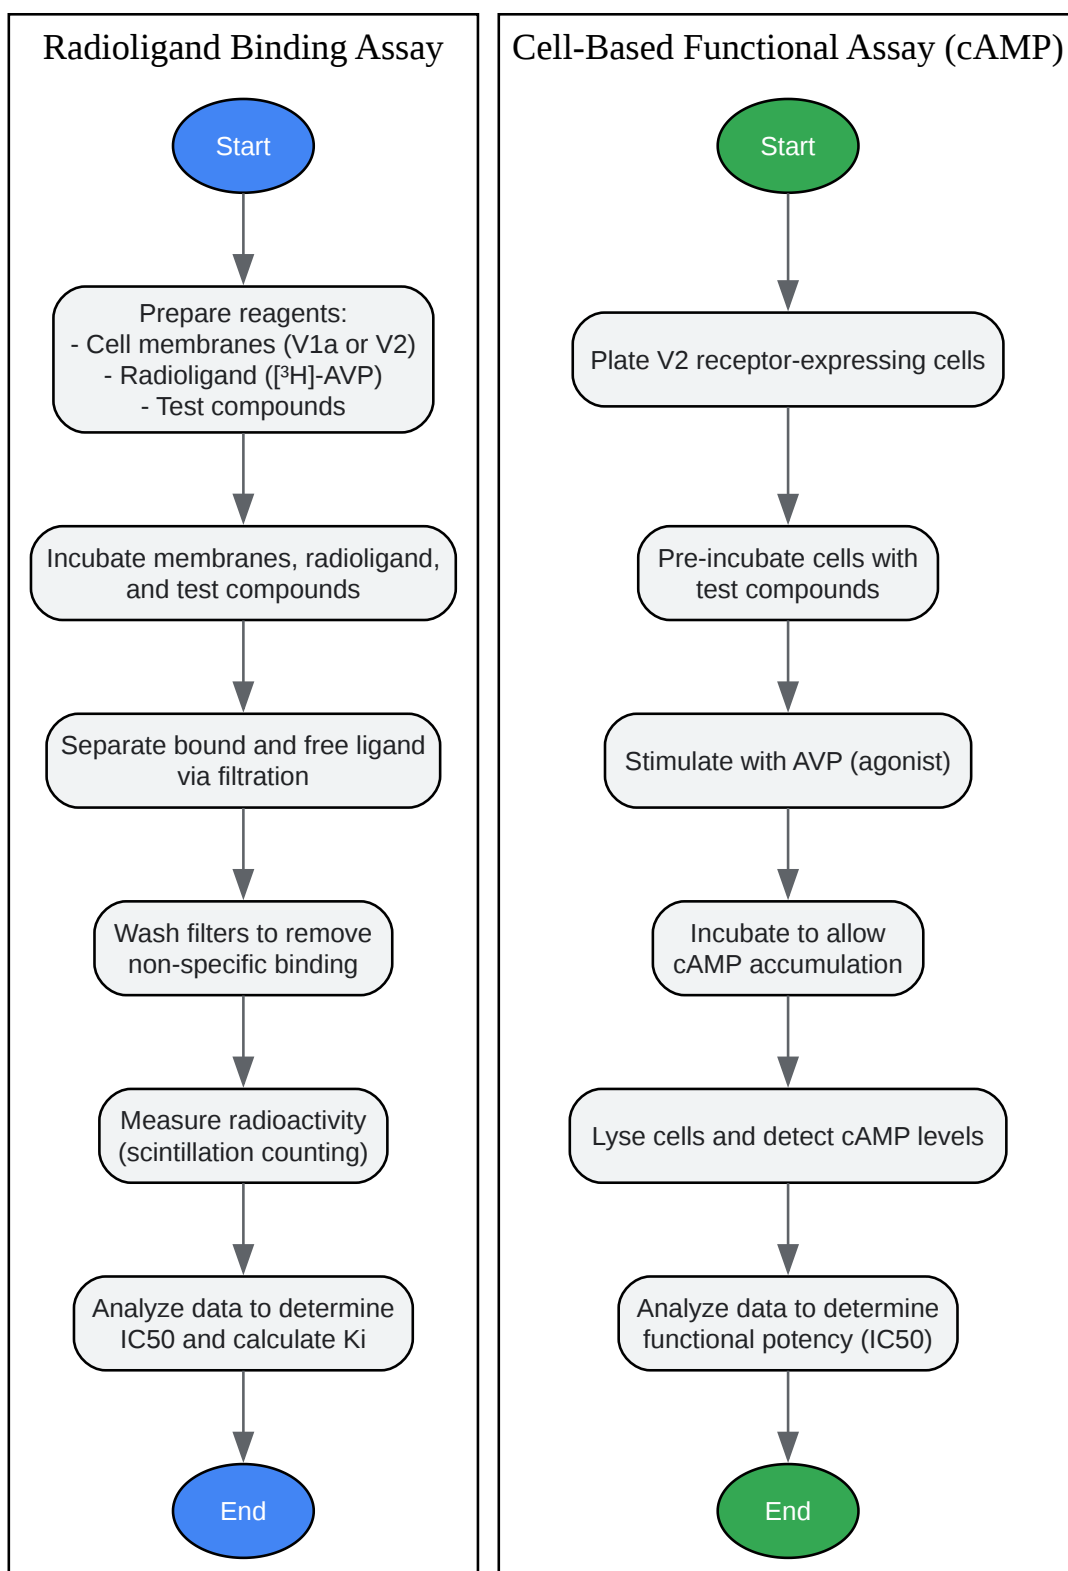 Radioligand Binding Assay
Start
Prepare reagents:
- Cell membranes (V1a or V2)
- Radioligand ([³H]-AVP)
- Test compounds
Incubate membranes, radioligand,
and test compounds
Separate bound and free ligand
via filtration
Wash filters to remove
non-specific binding
Measure radioactivity
(scintillation counting)
Analyze data to determine
IC50 and calculate Ki
End
Cell-Based Functional Assay (cAMP)
Start
Plate V2 receptor-expressing cells
Pre-incubate cells with
test compounds
Stimulate with AVP (agonist)
Incubate to allow
cAMP accumulation
Lyse cells and detect cAMP levels
Analyze data to determine
functional potency (IC50)
End